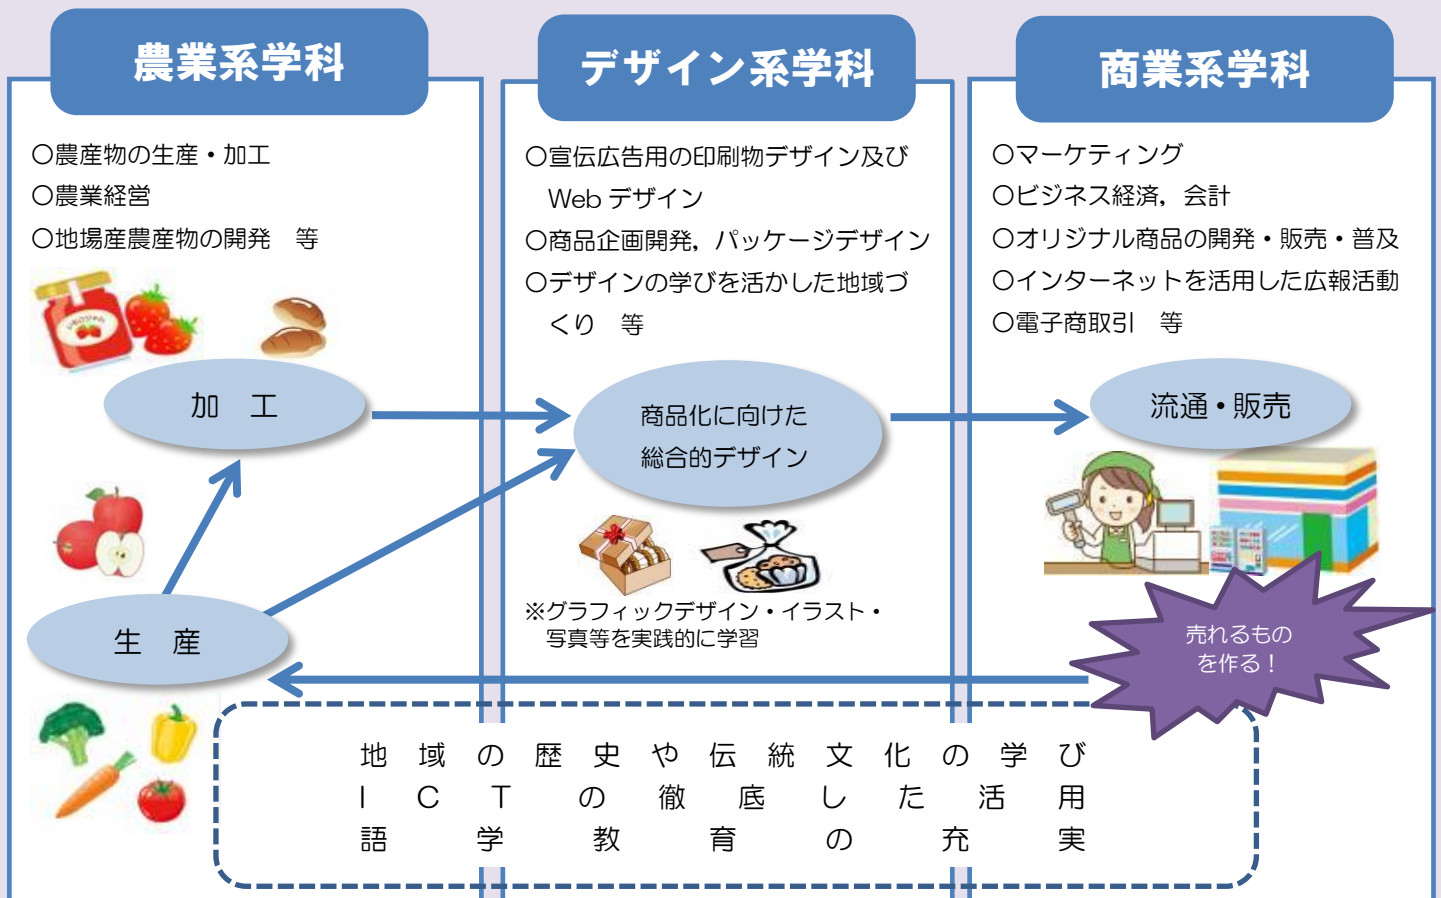 農業系学科
〇農産物の生産・加工
〇農業経営
〇地場産農産物の開発　等
加　工
生　産
デザイン系学科
〇宣伝広告用の印刷物デザイン及び
Web デザイン
〇商品企画開発，パッケージデザイン
〇デザインの学びを活かした地域づ
くり　等
商品化に向けた
総合的デザイン
※グラフィックデザイン・イラスト・
写真等を実践的に学習
商業系学科
〇マーケティング
〇ビジネス経済，会計
〇オリジナル商品の開発・販売・普及
〇インターネットを活用した広報活動
〇電子商取引　等
流通・販売
売れるもの
を作る！
地域の歴史や伝統文化の学び
ＩＣＴの徹底した活用
語学教育の充実